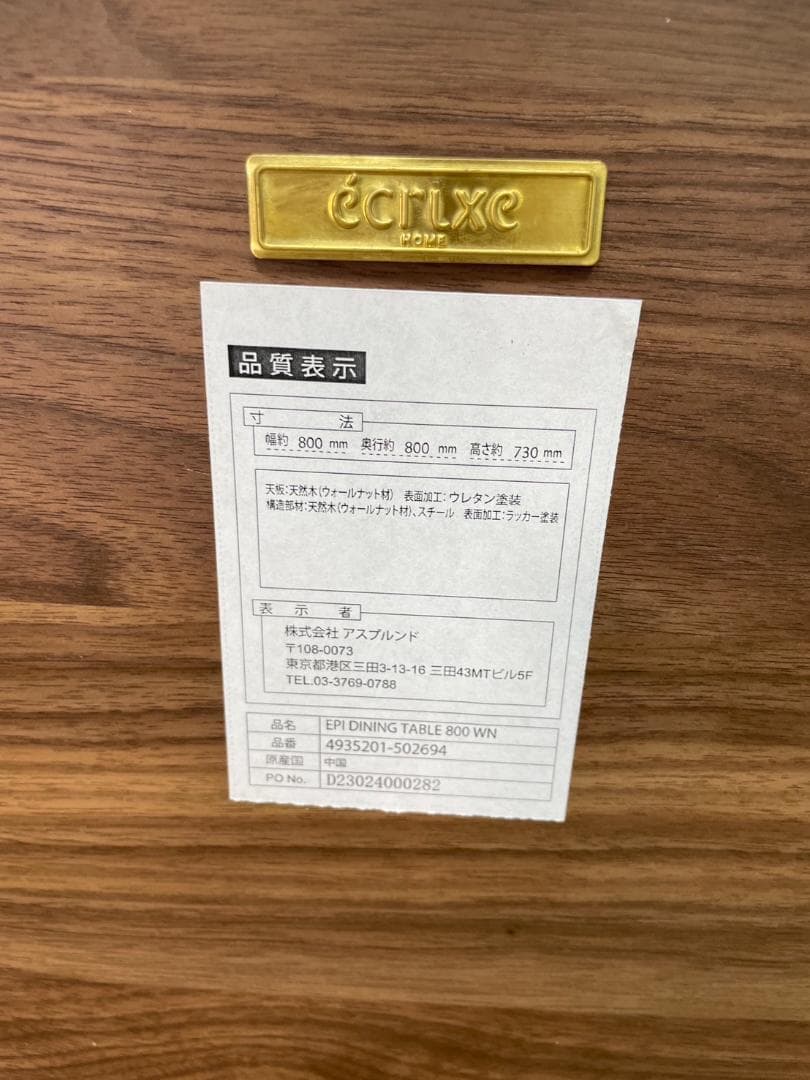 écrlxe
HOME
品質表示
寸法
幅約 800 mm 奥行約 800 mm 高さ約 730 mm
天板:天然木(ウォールナット材) 表面加工:ウレタン塗装
構造部材:天然木(ウォールナット材)、スチール 表面加工:ラッカー塗装
表示者
株式会社 アスプルンド
〒108-0073
東京都港区三田3-13-16 三田43MTビル5F
TEL.03-3769-0788
品名 EPI DINING TABLE 800 WN
品番 4935201-502694
原産国 中国
PO No. D23024000282